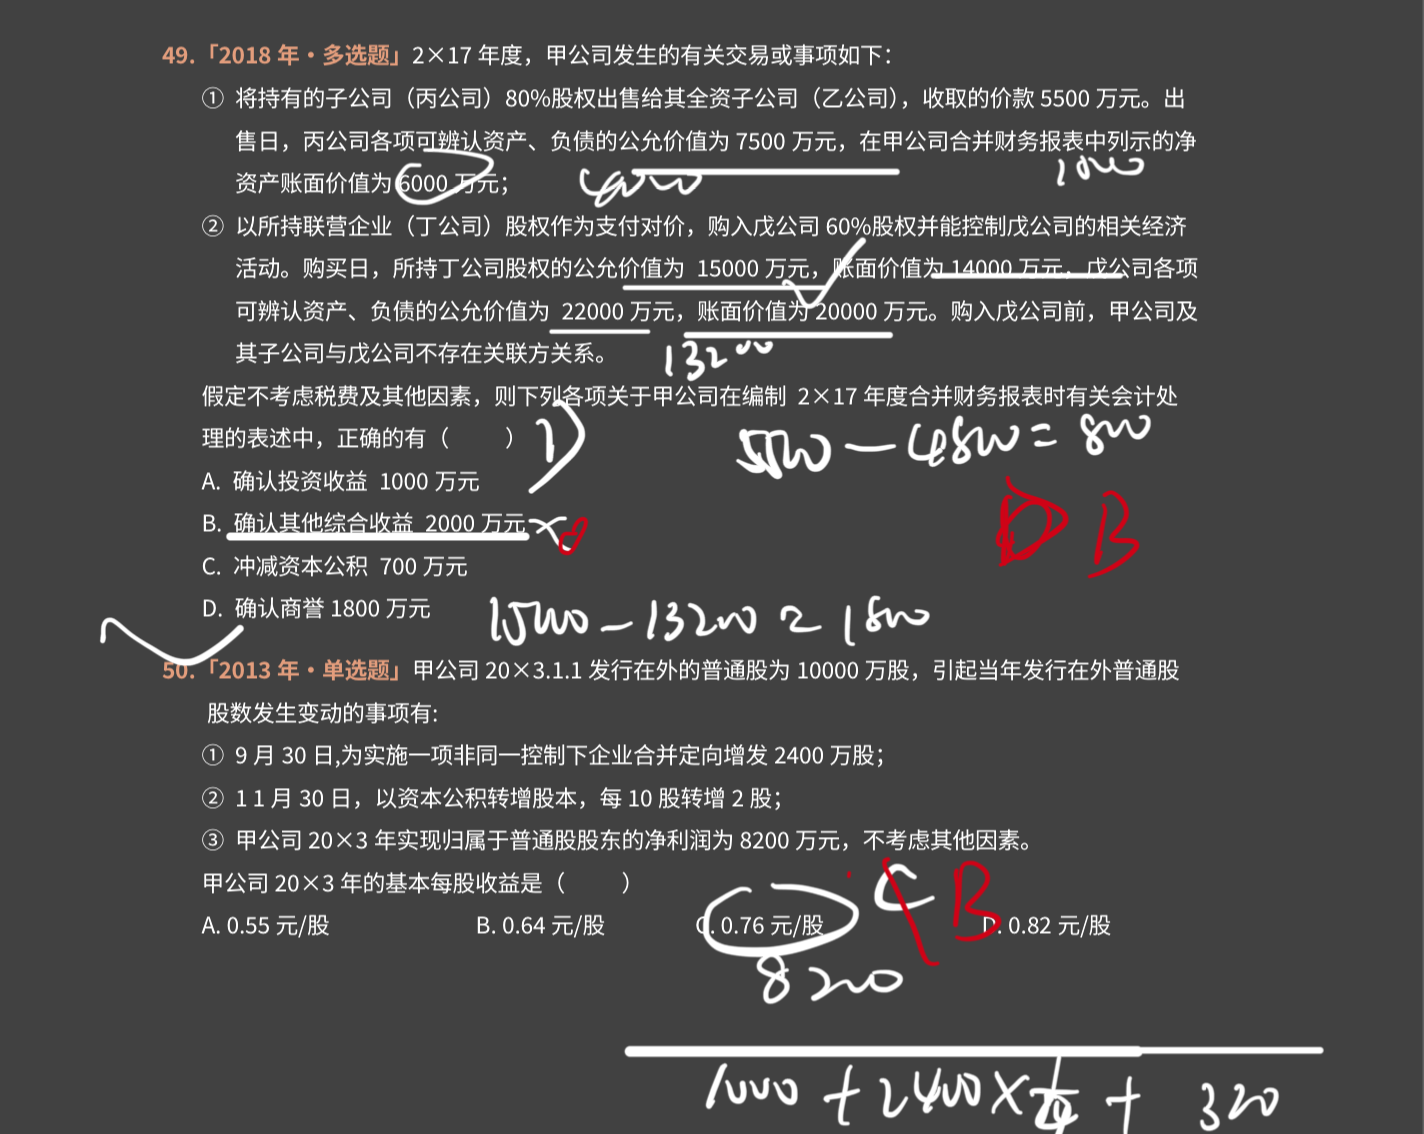 49.「2018 年·多选题」2×17 年度，甲公司发生的有关交易或事项如下：
① 将持有的子公司（丙公司）80%股权出售给其全资子公司（乙公司），收取的价款 5500 万元。出
售日，丙公司各项可辨认资产、负债的公允价值为 7500 万元，在甲公司合并财务报表中列示的净
资产账面价值为 6000 万元；
② 以所持联营企业（丁公司）股权作为支付对价，购入戊公司 60%股权并能控制戊公司的相关经济
活动。购买日，所持丁公司股权的公允价值为 15000 万元，账面价值为 14000 万元，戊公司各项
可辨认资产、负债的公允价值为 22000 万元，账面价值为 20000 万元。购入戊公司前，甲公司及
其子公司与戊公司不存在关联方关系。
13200
假定不考虑税费及其他因素，则下列各项关于甲公司在编制 2×17 年度合并财务报表时有关会计处
理的表述中，正确的有（ ）
5500－4800=800
A. 确认投资收益 1000 万元
B. 确认其他综合收益 2000 万元
B
C. 冲减资本公积 700 万元
D. 确认商誉 1800 万元
15000－13200=1800
50.「2013 年·单选题」甲公司 20×3.1.1 发行在外的普通股为 10000 万股，引起当年发行在外普通股
股数发生变动的事项有:
① 9 月 30 日,为实施一项非同一控制下企业合并定向增发 2400 万股；
② 1 1 月 30 日，以资本公积转增股本，每 10 股转增 2 股；
③ 甲公司 20×3 年实现归属于普通股股东的净利润为 8200 万元，不考虑其他因素。
甲公司 20×3 年的基本每股收益是（ ）
C B
A. 0.55 元/股 B. 0.64 元/股 C. 0.76 元/股 D. 0.82 元/股
8200